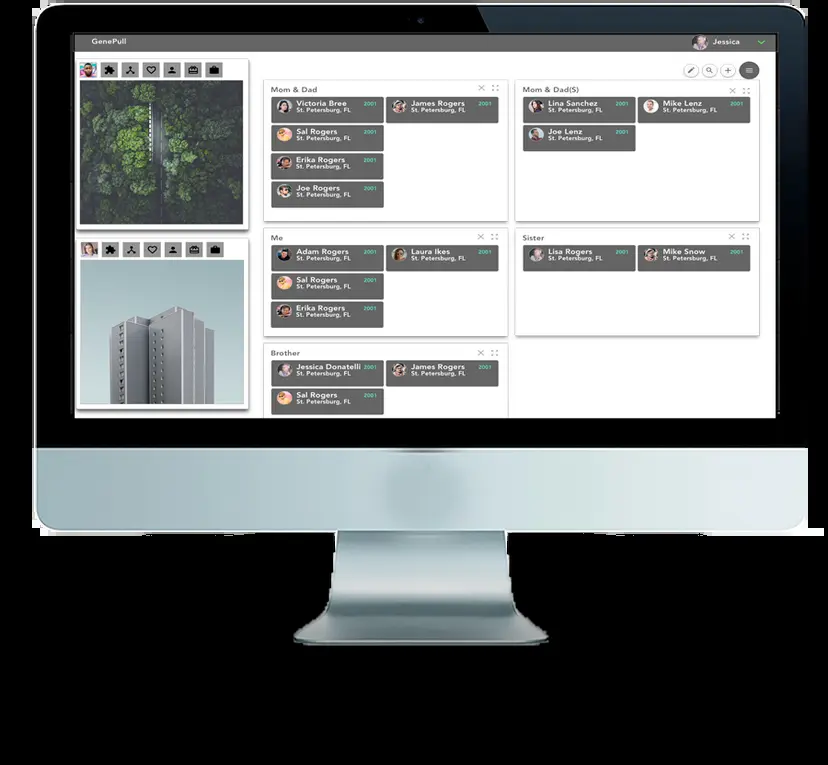 GenePull
Jessica
Mom & Dad
Victoria Bree 2001
St. Petersburg, FL
James Rogers 2001
St. Petersburg, FL
Sal Rogers 2001
St. Petersburg, FL
Erika Rogers 2001
St. Petersburg, FL
Joe Rogers 2001
St. Petersburg, FL
Mom & Dad(S)
Lina Sanchez 2001
St. Petersburg, FL
Mike Lenz 2001
St. Petersburg, FL
Joe Lenz 2001
St. Petersburg, FL
Me
Adam Rogers 2001
St. Petersburg, FL
Laura Ikes 2001
St. Petersburg, FL
Sal Rogers 2001
St. Petersburg, FL
Erika Rogers 2001
St. Petersburg, FL
Sister
Lisa Rogers 2001
St. Petersburg, FL
Mike Snow 2001
St. Petersburg, FL
Brother
Jessica Donatelli 2001
St. Petersburg, FL
James Rogers 2001
St. Petersburg, FL
Sal Rogers 2001
St. Petersburg, FL